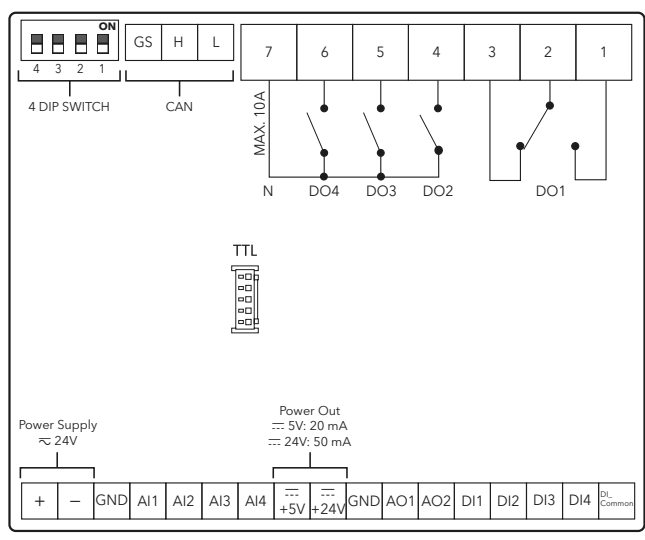 ON
4 3 2 1
4 DIP SWITCH
GS H L
CAN
7 6 5 4 3 2 1
MAX. 10A
N DO4 DO3 DO2 DO1
TTL
Power Supply
24V
Power Out
5V: 20 mA
24V: 50 mA
+ − GND AI1 AI2 AI3 AI4 +5V +24V GND AO1 AO2 DI1 DI2 DI3 DI4 DI_
Common